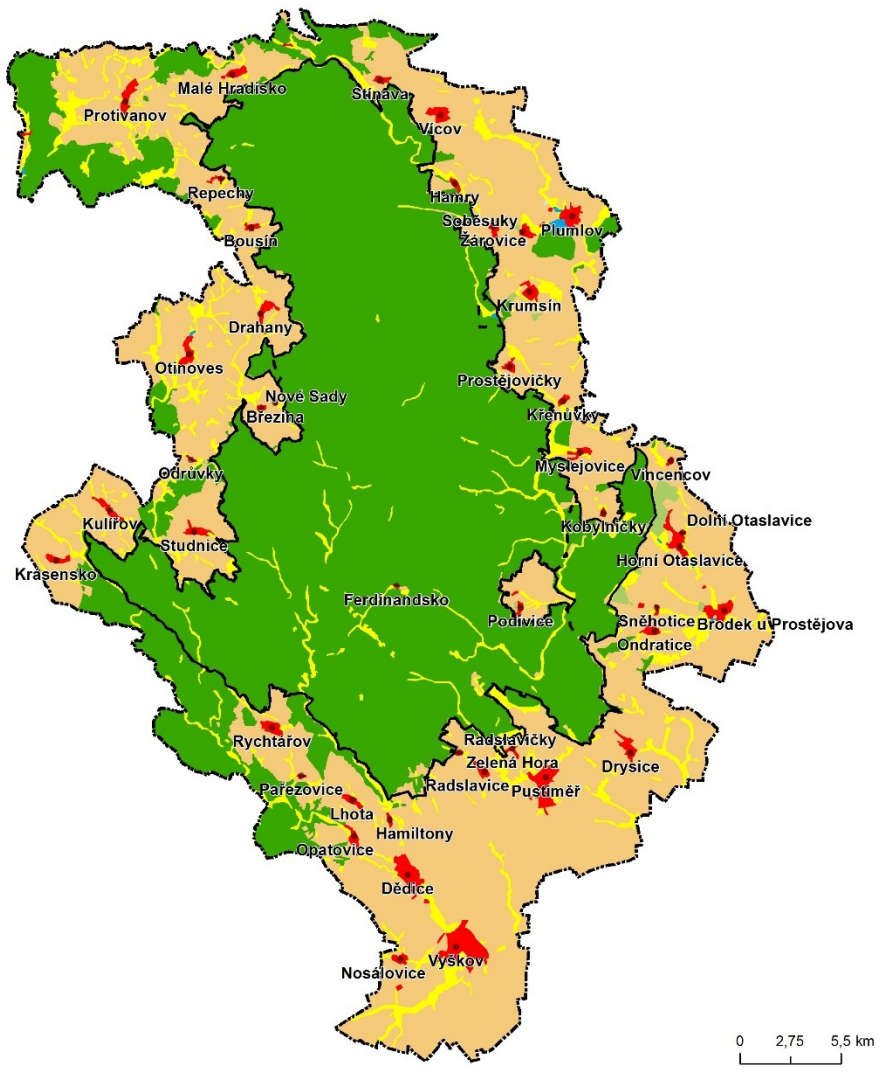 Malé Hradisko
Stínava
Protivanov
Vícov
Repechy
Hamry
Soběsuky
Plumlov
Bousín
Žárovice
Krumsín
Drahany
Otinoves
Prostějovičky
Nové Sady
Březina
Křenůvky
Myslejovice
Odrůvky
Vincencov
Kulířov
Dolní Otaslavice
Kobylničky
Studnice
Horní Otaslavice
Krasensko
Ferdinandsko
Podivice
Sněhotice
Brodek u Prostějova
Ondratice
Rychtářov
Radslavičky
Zelená Hora
Drysice
Radslavice
Pustiměř
Pařezovice
Lhota
Hamiltony
Opatovice
Dědice
Vyškov
Nosálovice
0 2,75 5,5 km